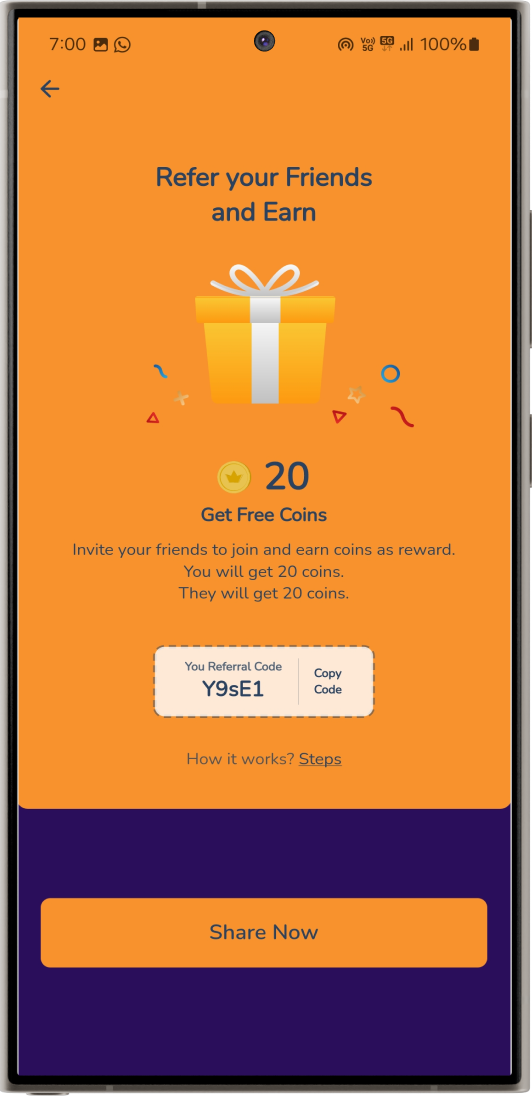 7:00 Vo)) 5G 5G 100%
Refer your Friends
and Earn
20
Get Free Coins
Invite your friends to join and earn coins as reward.
You will get 20 coins.
They will get 20 coins.
You Referral Code
Y9sE1
Copy
Code
How it works? Steps
Share Now